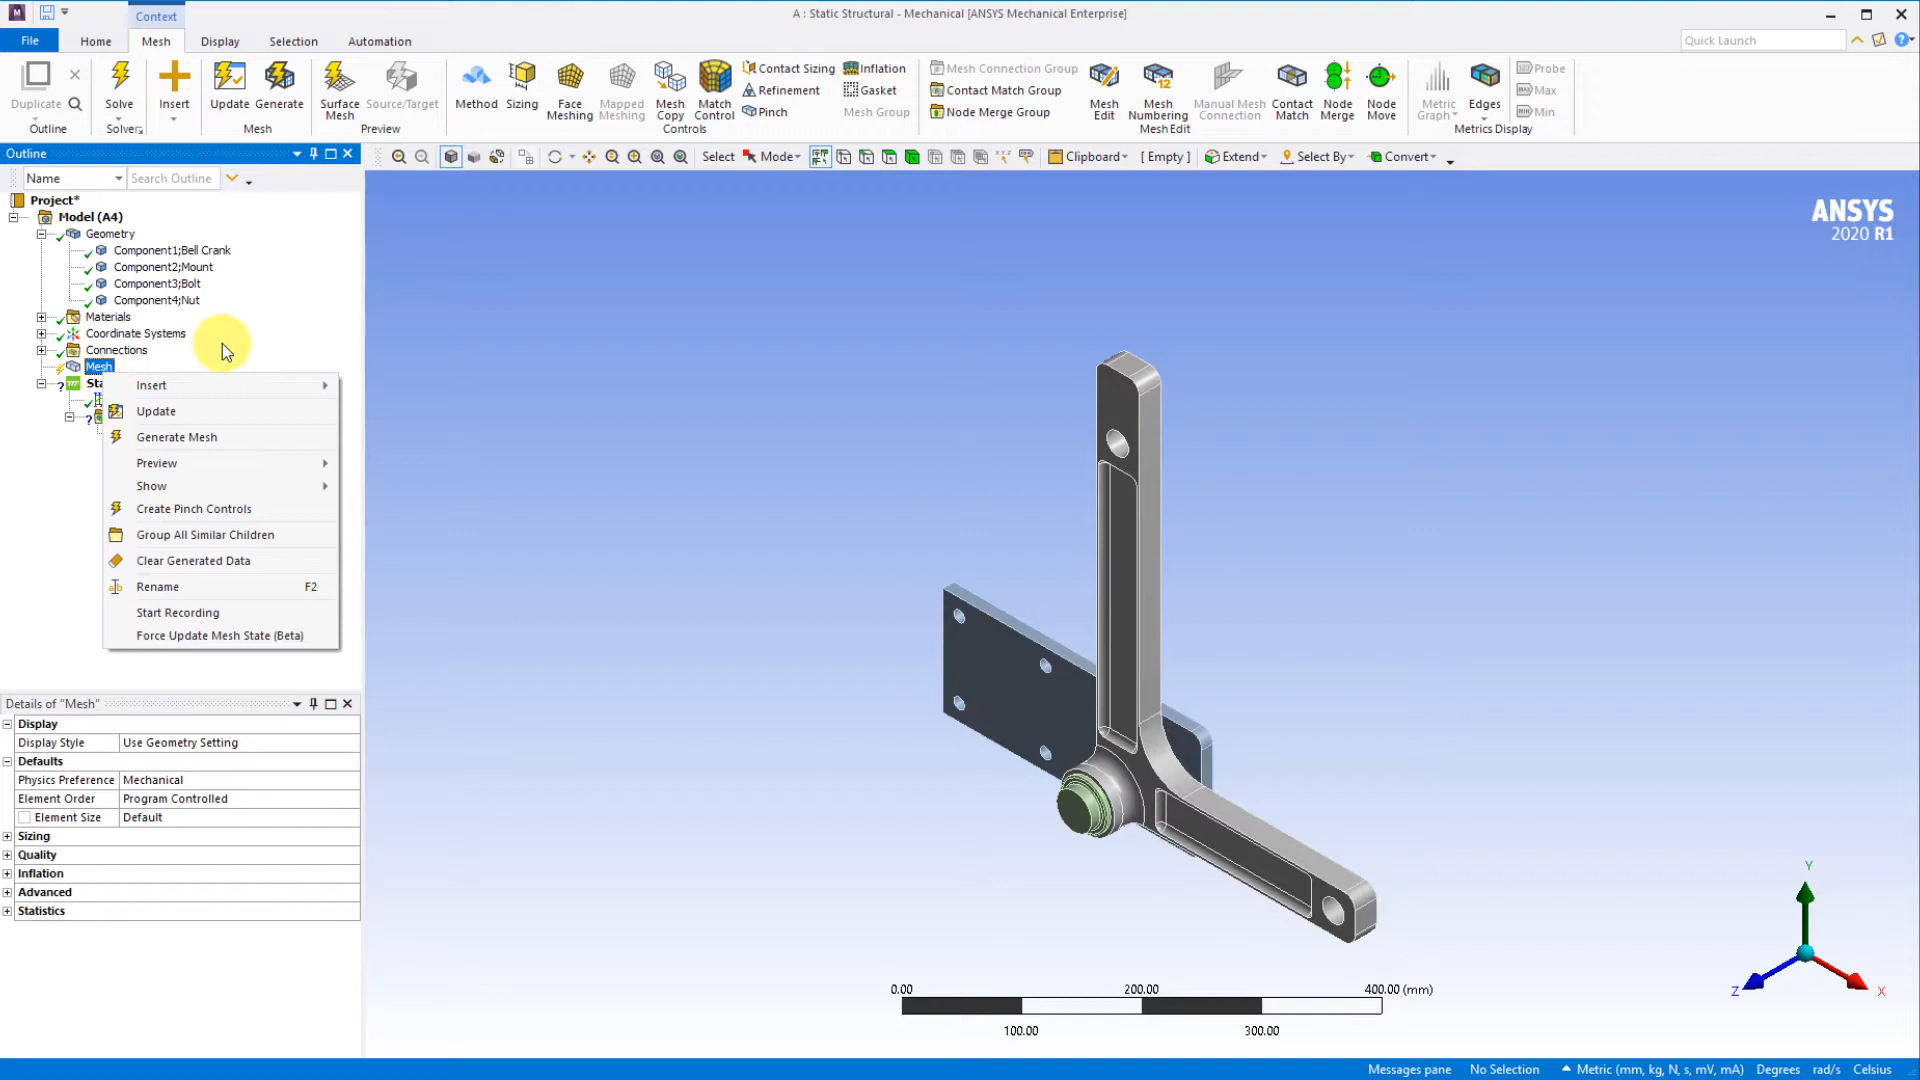 Context
A : Static Structural - Mechanical [ANSYS Mechanical Enterprise]
File Home Mesh Display Selection Automation
Quick Launch
Duplicate Solve Insert Update Generate Surface Mesh Source/Target Method Sizing Face Meshing Mapped Meshing Mesh Copy Match Control
Contact Sizing Inflation
Refinement Gasket
Pinch Mesh Group
Mesh Connection Group
Contact Match Group
Node Merge Group
Mesh Edit Mesh Numbering Manual Mesh Connection Contact Match Node Merge Node Move Metric Graph Edges
Probe
Max
Min
Outline Solver Mesh Preview Controls Mesh Edit Metrics Display
Outline
Select Mode Clipboard [ Empty ] Extend Select By Convert
Name Search Outline
Project*
Model (A4)
Geometry
Component1;Bell Crank
Component2;Mount
Component3;Bolt
Component4;Nut
Materials
Coordinate Systems
Connections
Mesh
Sta
Insert
Update
Generate Mesh
Preview
Show
Create Pinch Controls
Group All Similar Children
Clear Generated Data
Rename F2
Start Recording
Force Update Mesh State (Beta)
Details of "Mesh"
Display
Display Style Use Geometry Setting
Defaults
Physics Preference Mechanical
Element Order Program Controlled
Element Size Default
Sizing
Quality
Inflation
Advanced
Statistics
ANSYS
2020 R1
0.00 200.00 400.00 (mm)
100.00 300.00
Y
Z X
Messages pane No Selection Metric (mm, kg, N, s, mV, mA) Degrees rad/s Celsius